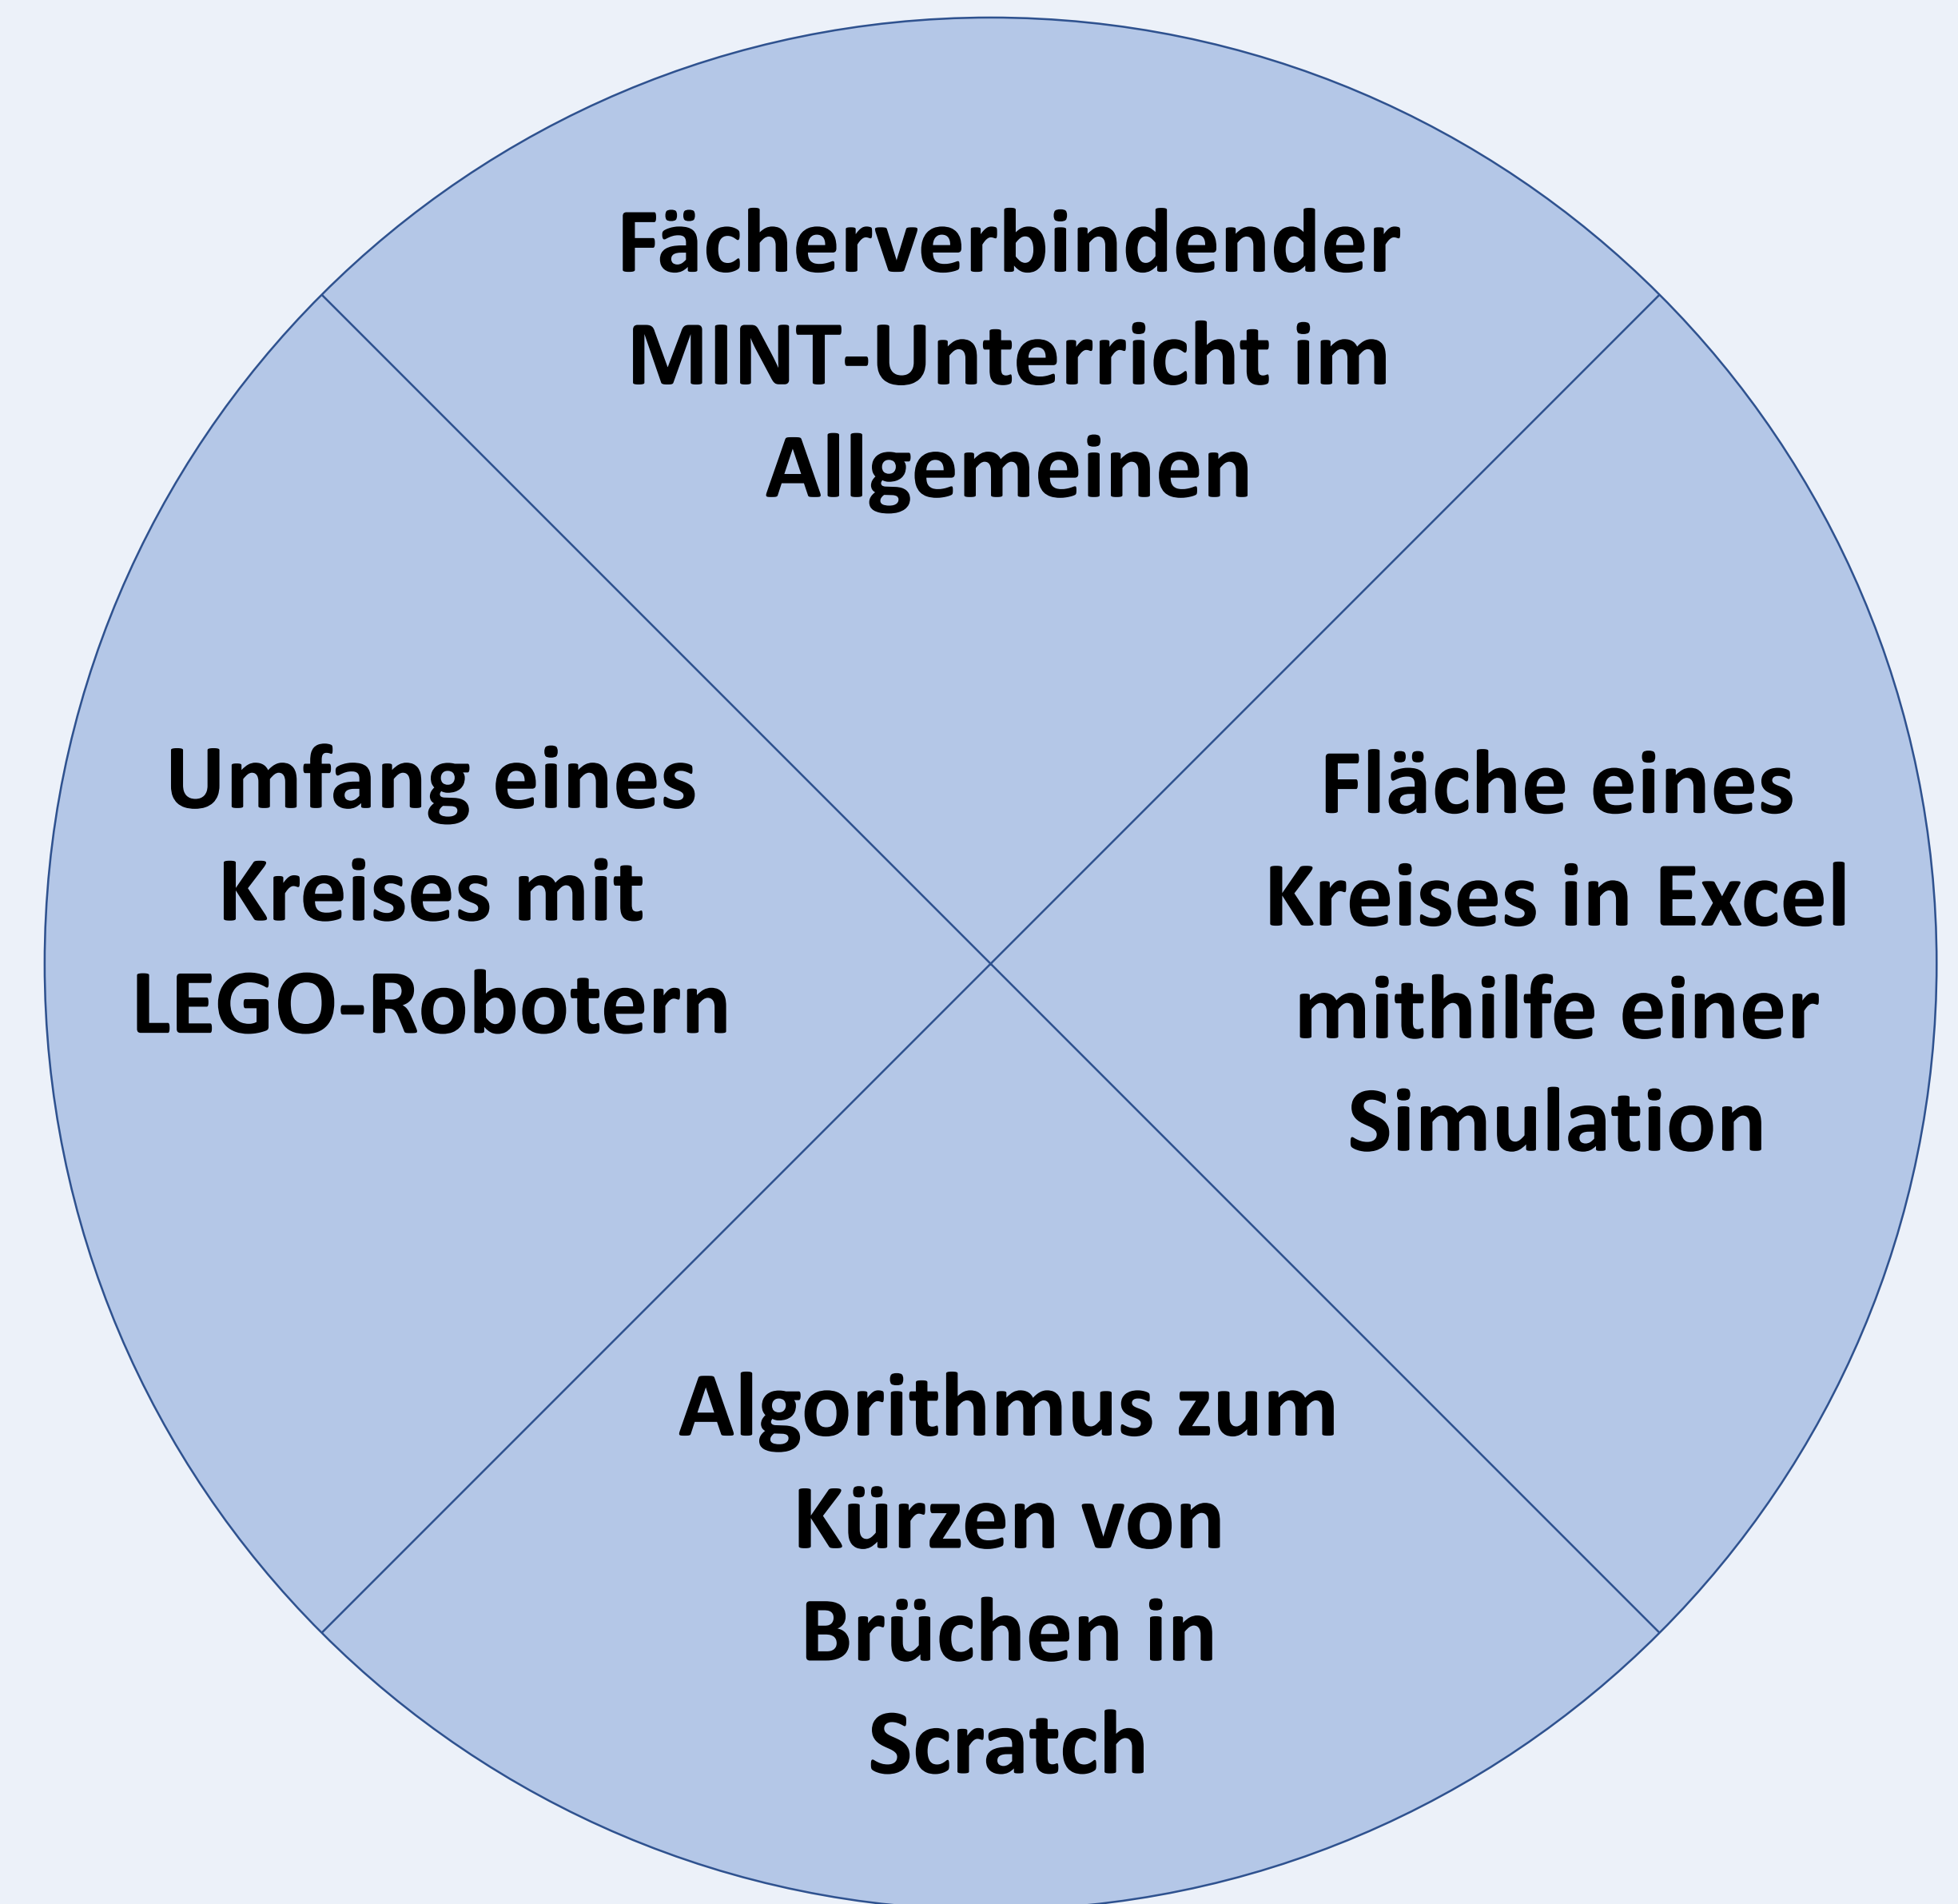 Fächerverbindender
MINT-Unterricht im
Allgemeinen
Umfang eines
Kreises mit
LEGO-Robotern
Fläche eines
Kreises in Excel
mithilfe einer
Simulation
Algorithmus zum
Kürzen von
Brüchen in
Scratch